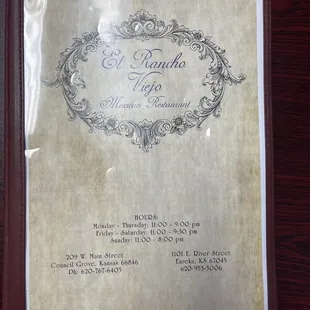 El Rancho
Viejo
Mexican Restaurant
HOURS:
Monday - Thursday: 11:00 - 9:00 pm
Friday - Saturday: 11:00 - 9:30 pm
Sunday: 11:00 - 8:00 pm
209 W. Main Street
Council Grove, Kansas 66846
Ph: 620-767-6405
1101 E. River Street
Eureka, KS 67045
620-953-5006